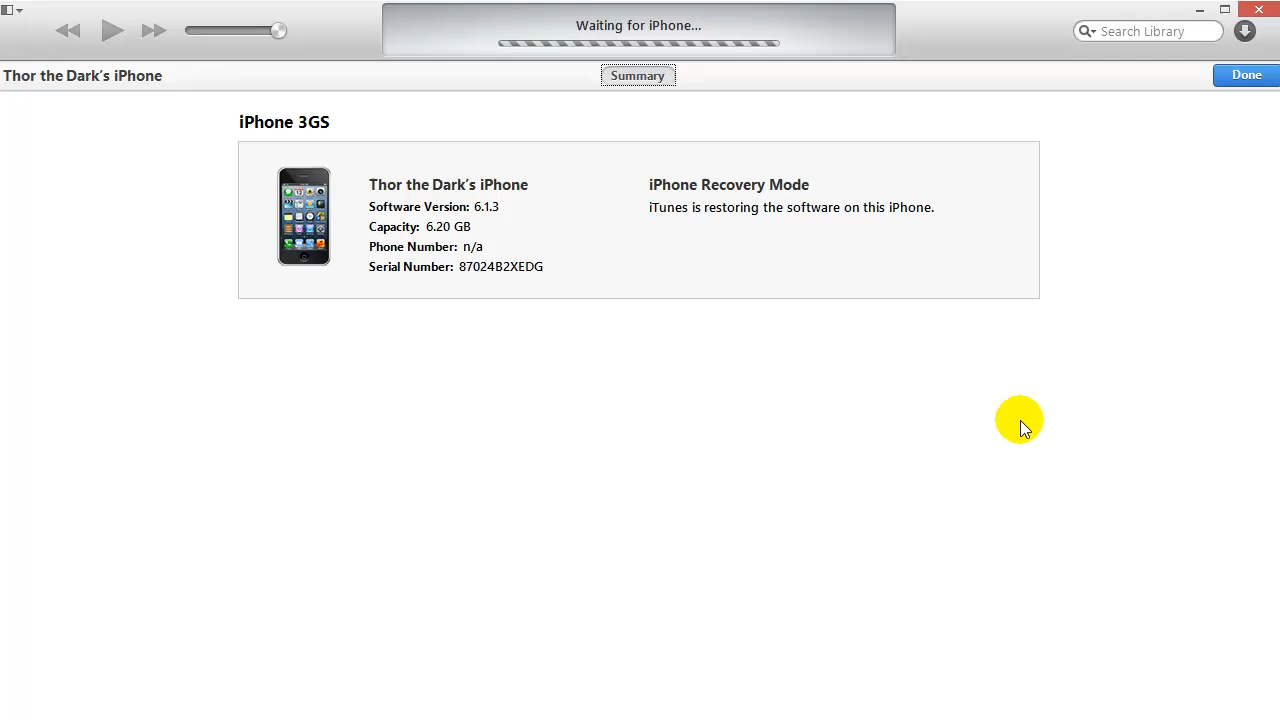 Waiting for iPhone...
Search Library
Thor the Dark’s iPhone
Summary
Done
iPhone 3GS
Thor the Dark’s iPhone
Software Version: 6.1.3
Capacity: 6.20 GB
Phone Number: n/a
Serial Number: 87024B2XEDG
iPhone Recovery Mode
iTunes is restoring the software on this iPhone.